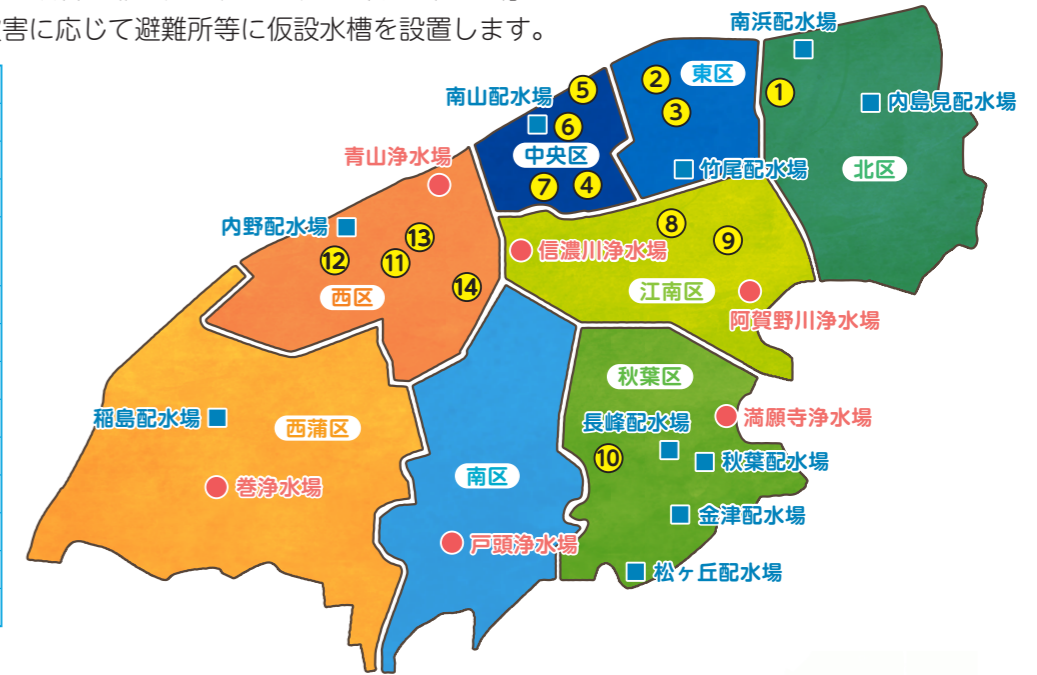 害に応じて避難所等に仮設水槽を設置します。
南浜配水場
東区
②
⑤
①
南山配水場
③
内島見配水場
⑥
中央区
青山浄水場
竹尾配水場
北区
⑦
④
内野配水場
⑧
⑬
⑨
信濃川浄水場
⑫
⑪
⑭
西区
江南区
阿賀野川浄水場
秋葉区
稲島配水場
西蒲区
長峰配水場
満願寺浄水場
⑩
秋葉配水場
南区
巻浄水場
金津配水場
戸頭浄水場
松ヶ丘配水場